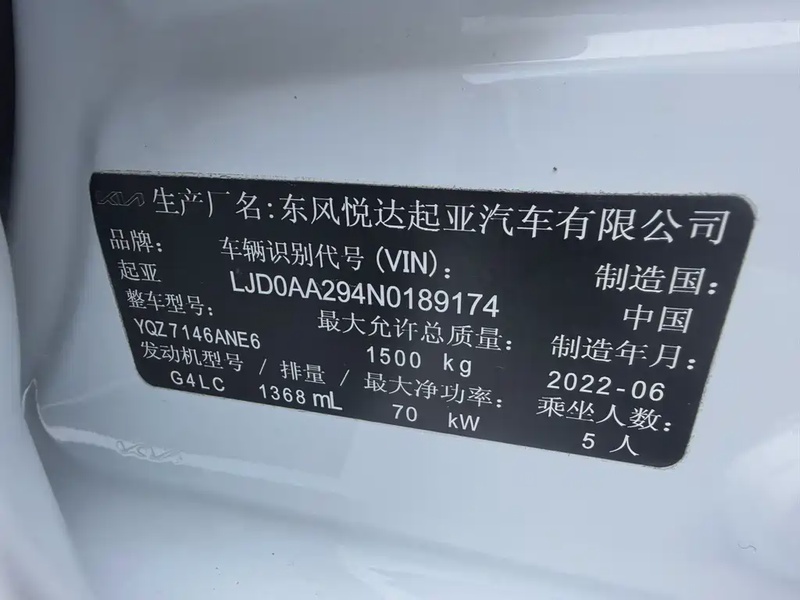 KIA 生产厂名:东风悦达起亚汽车有限公司
品牌: 车辆识别代号(VIN): 制造国:
起亚 LJD0AA294N0189174 中国
整车型号: 最大允许总质量: 制造年月:
YQZ7146ANE6 1500 kg 2022-06
发动机型号/排量/最大净功率: 乘坐人数:
G4LC 1368 mL 70 kW 5 人